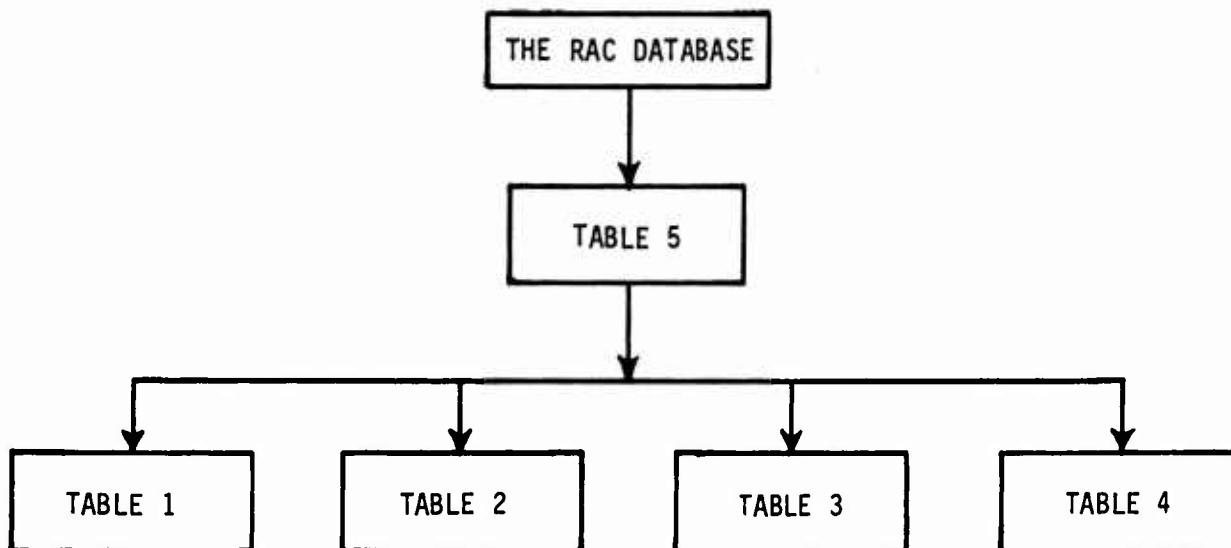 THE RAC DATABASE
TABLE 5
TABLE 1
TABLE 2
TABLE 3
TABLE 4